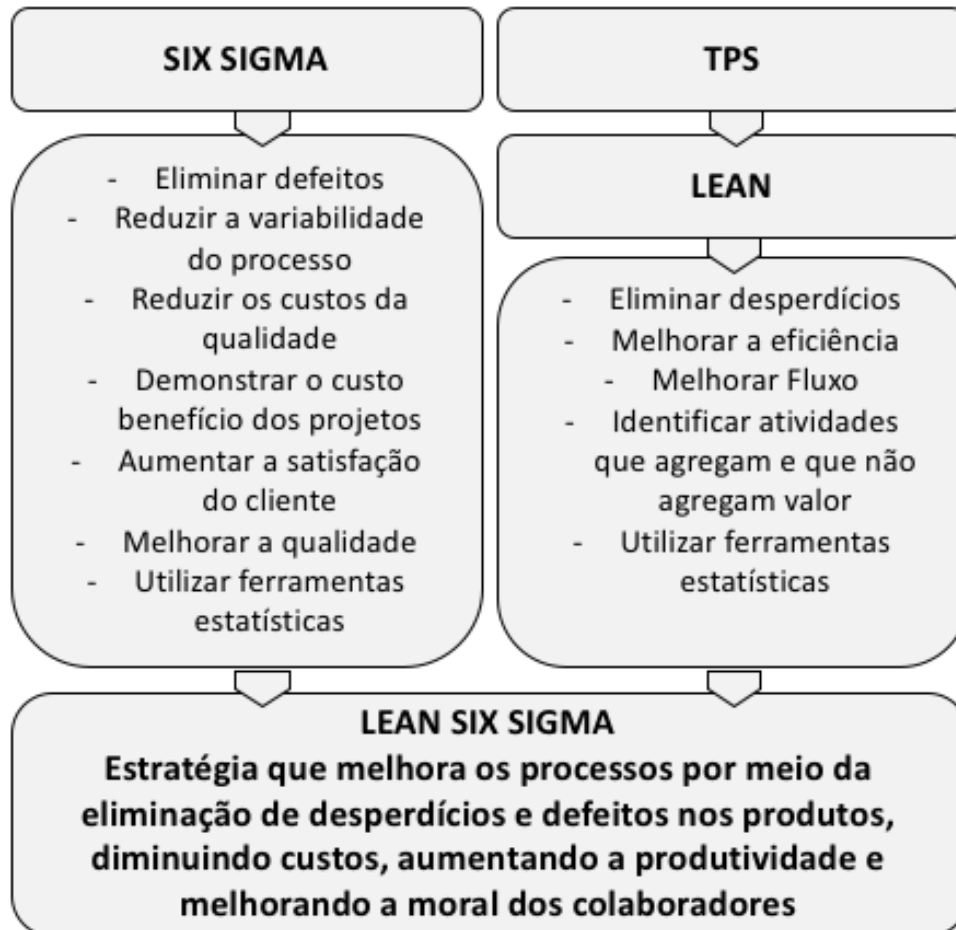 SIX SIGMA
- Eliminar defeitos
- Reduzir a variabilidade
do processo
- Reduzir os custos da
qualidade
- Demonstrar o custo
benefício dos projetos
- Aumentar a satisfação
do cliente
- Melhorar a qualidade
- Utilizar ferramentas
estatísticas
TPS
LEAN
- Eliminar desperdícios
- Melhorar a eficiência
- Melhorar Fluxo
- Identificar atividades
que agregam e que não
agregam valor
- Utilizar ferramentas
estatísticas
LEAN SIX SIGMA
Estratégia que melhora os processos por meio da
eliminação de desperdícios e defeitos nos produtos,
diminuindo custos, aumentando a produtividade e
melhorando a moral dos colaboradores